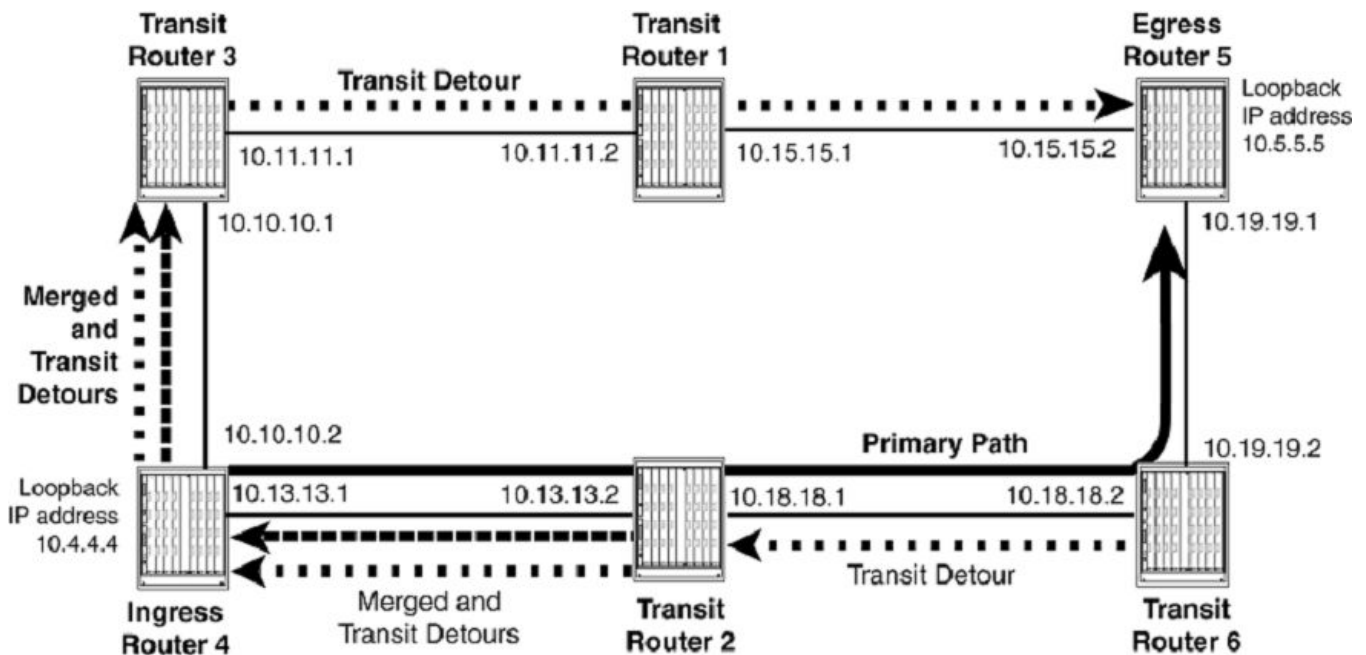 Transit
Router 3
Transit
Router 1
Egress
Router 5
Transit Detour
Loopback
IP address
10.5.5.5
10.11.11.1
10.11.11.2
10.15.15.1
10.15.15.2
10.10.10.1
10.19.19.1
Merged
and
Transit
Detours
10.10.10.2
Primary Path
10.19.19.2
Loopback
IP address
10.4.4.4
10.13.13.1
10.13.13.2
10.18.18.1
10.18.18.2
Transit Detour
Merged and
Transit Detours
Ingress
Router 4
Transit
Router 2
Transit
Router 6